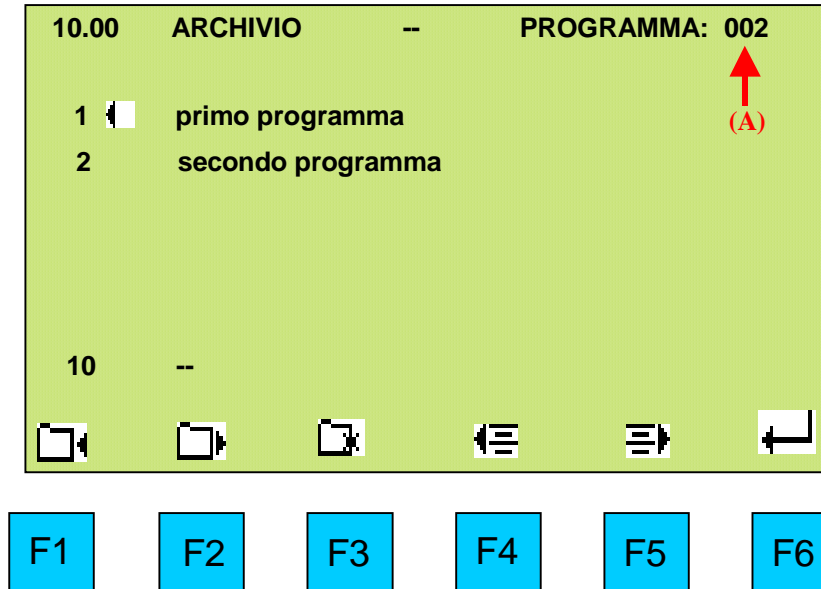 10.00 ARCHIVIO -- PROGRAMMA: 002
(A)
1 primo programma
2 secondo programma
10 --
F1 F2 F3 F4 F5 F6